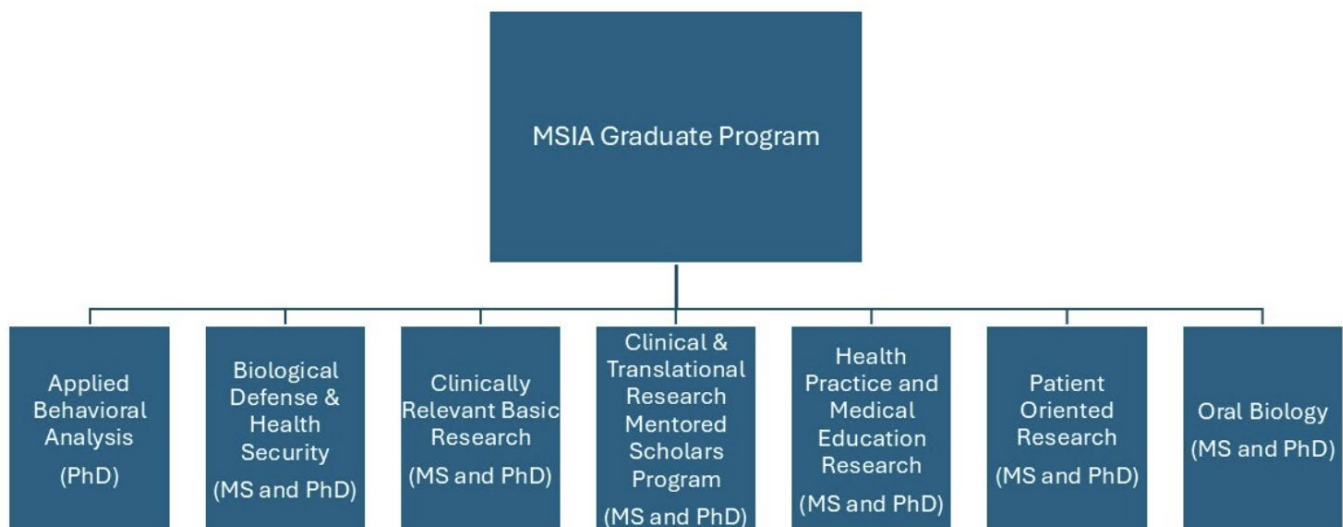 MSIA Graduate Program
Applied
Behavioral
Analysis
(PhD)
Biological
Defense &
Health
Security
(MS and PhD)
Clinically
Relevant Basic
Research
(MS and PhD)
Clinical &
Translational
Research
Mentored
Scholars
Program
(MS and PhD)
Health
Practice and
Medical
Education
Research
(MS and PhD)
Patient
Oriented
Research
(MS and PhD)
Oral Biology
(MS and PhD)